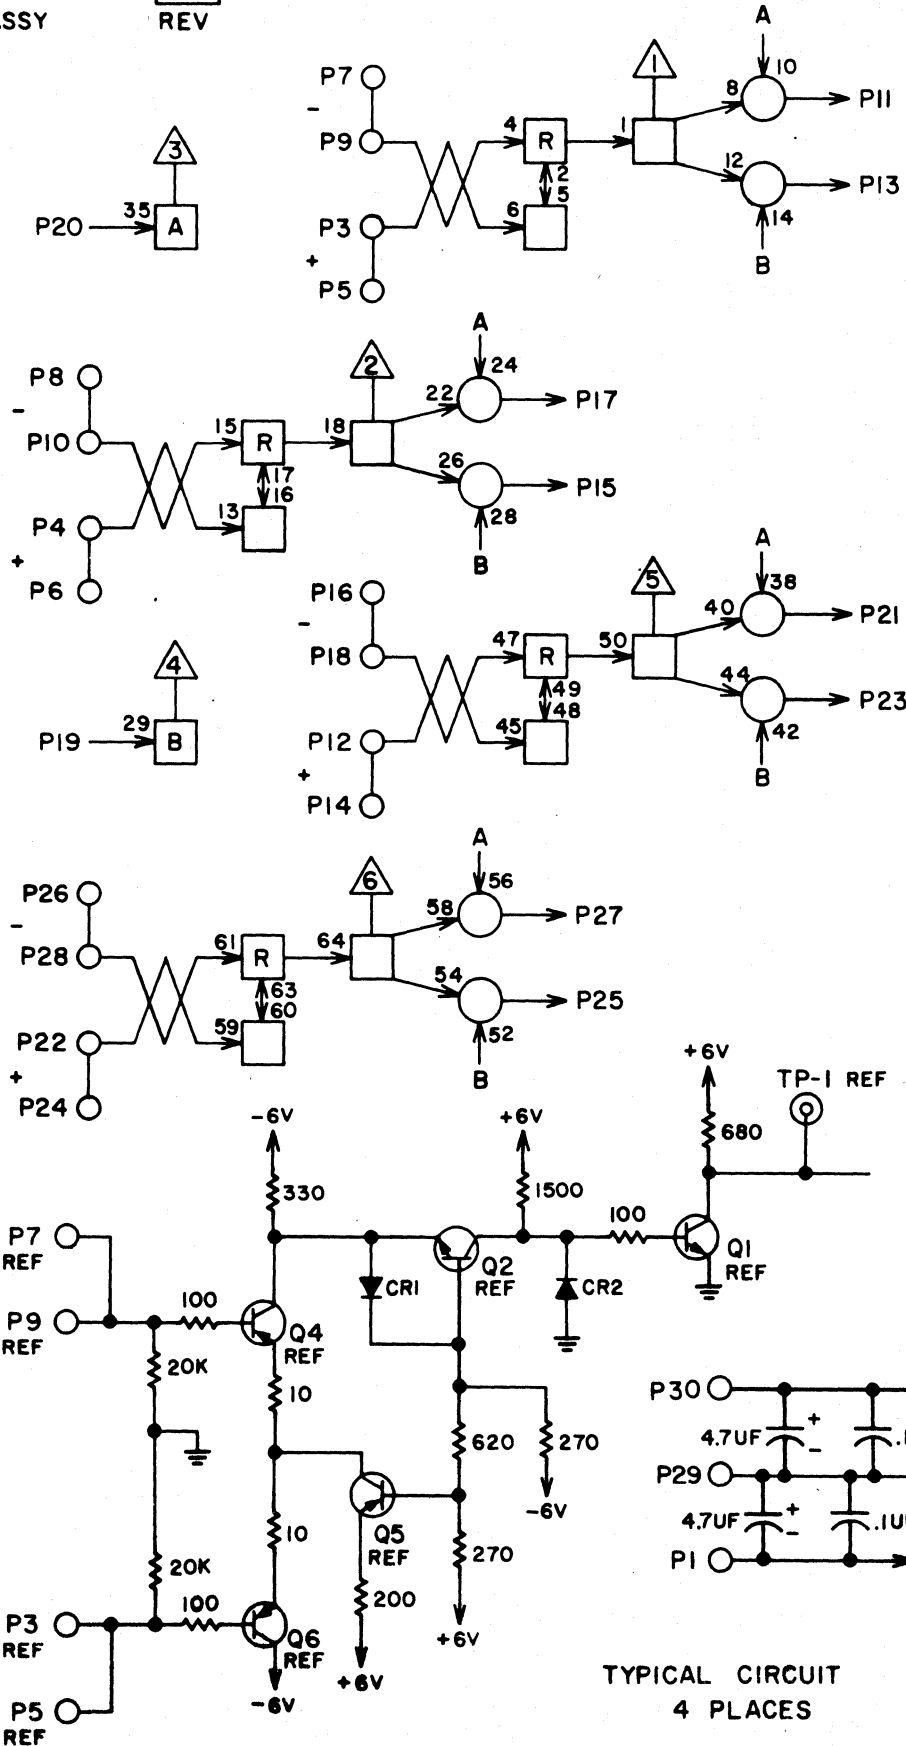 SSY
REV
A
10
P7
-
P9
4
R
1
1
8
P11
2
5
P3
6
12
P13
14
+
P5
B
3
P20
35
A
A
24
P8
-
P10
15
R
18
2
22
P17
17
16
P4
13
26
P15
28
+
P6
B
A
38
P16
-
P18
47
R
50
5
40
P21
49
48
P12
45
44
P23
42
+
P14
B
4
P19
29
B
A
56
P26
-
P28
61
R
64
6
58
P27
63
60
P22
59
54
P25
52
+
P24
B
-6V
+6V
+6V
TP-1 REF
330
1500
680
P7
REF
100
Q2
REF
Q1
REF
CR1
CR2
P9
REF
100
Q4
REF
20K
10
620
270
-6V
Q5
REF
10
20K
270
200
+6V
+6V
P3
REF
100
Q6
REF
-6V
P5
REF
P30
4.7UF
+
-
P29
4.7UF
+
-
.1U
P1
TYPICAL CIRCUIT
4 PLACES